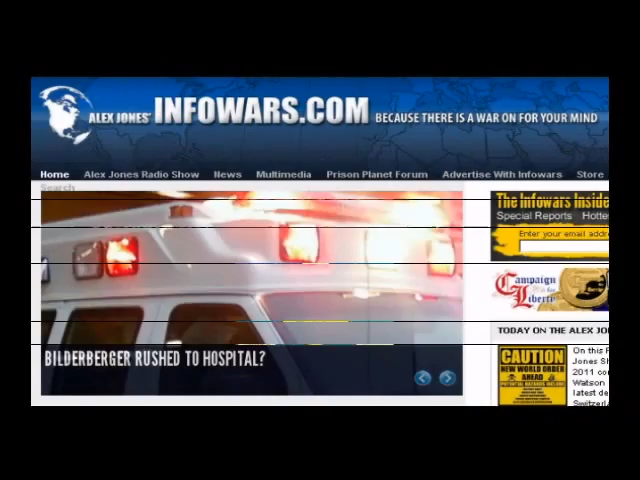 ALEX JONES' INFOWARS.COM BECAUSE THERE IS A WAR ON FOR YOUR MIND
Home Alex Jones Radio Show News Multimedia Prison Planet Forum Advertise With Infowars Store
Search
The Infowars Inside
Special Reports Hotte
Enter your email addre
Campaign
Liberty
BILDERBERGER RUSHED TO HOSPITAL?
TODAY ON THE ALEX JO
CAUTION
NEW WORLD ORDER
AHEAD
On this F
Jones Sh
2011 co
Watson
latest de
Switzerla